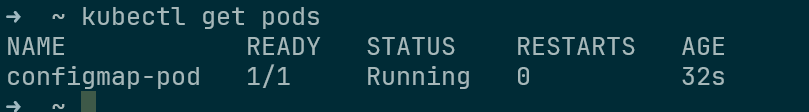 → ~ kubectl get pods
NAME READY STATUS RESTARTS AGE
configmap-pod 1/1 Running 0 32s
→ ~